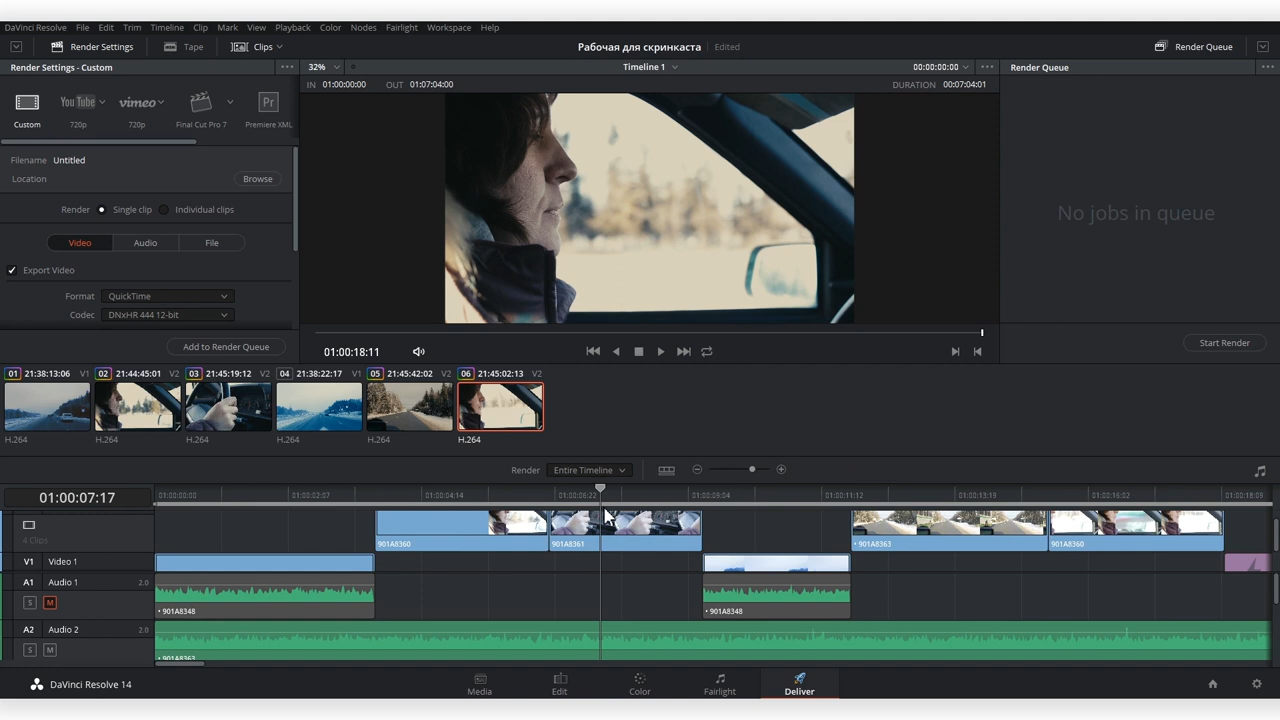 DaVinci Resolve File Edit Trim Timeline Clip Mark View Playback Color Nodes Fairlight Workspace Help
Render Settings Tape Clips Рабочая для скринкаста Edited Render Queue
Render Settings - Custom 32% Timeline 1 00:00:00:00 Render Queue
IN 01:00:00:00 OUT 01:07:04:00 DURATION 00:07:04:01
You Tube vimeo Pr
Custom 720p 720p Final Cut Pro 7 Premiere XML
Filename Untitled
Location Browse
Render Single clip Individual clips
No jobs in queue
Video Audio File
Export Video
Format QuickTime
Codec DNxHR 444 12-bit
Add to Render Queue
Start Render
01:00:18:11
01 21:38:13:06 V1 02 21:44:45:01 V2 03 21:45:19:12 V2 04 21:38:22:17 V1 05 21:45:42:02 V2 06 21:45:02:13 V2
H.264 H.264 H.264 H.264 H.264 H.264
Render Entire Timeline
01:00:07:17
01:00:00:00 01:00:02:07 01:00:04:14 01:00:06:22 01:00:09:04 01:00:11:12 01:00:13:19 01:00:16:02 01:00:18:09
4 Clips
901A8360 901A8361 • 901A8363 901A8360
V1 Video 1
A1 Audio 1 2.0
S M
• 901A8348 • 901A8348
A2 Audio 2 2.0
S M
• 901A8363
DaVinci Resolve 14
Media Edit Color Fairlight Deliver